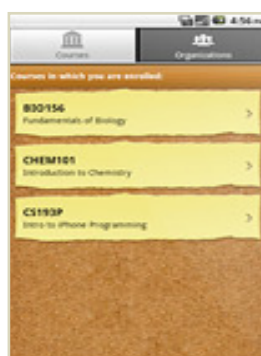 4:56
Courses
Organizations
Courses in which you are enrolled:
BIO156
Fundamentals of Biology
CHEM101
Introduction to Chemistry
CS193P
Intro to iPhone Programming